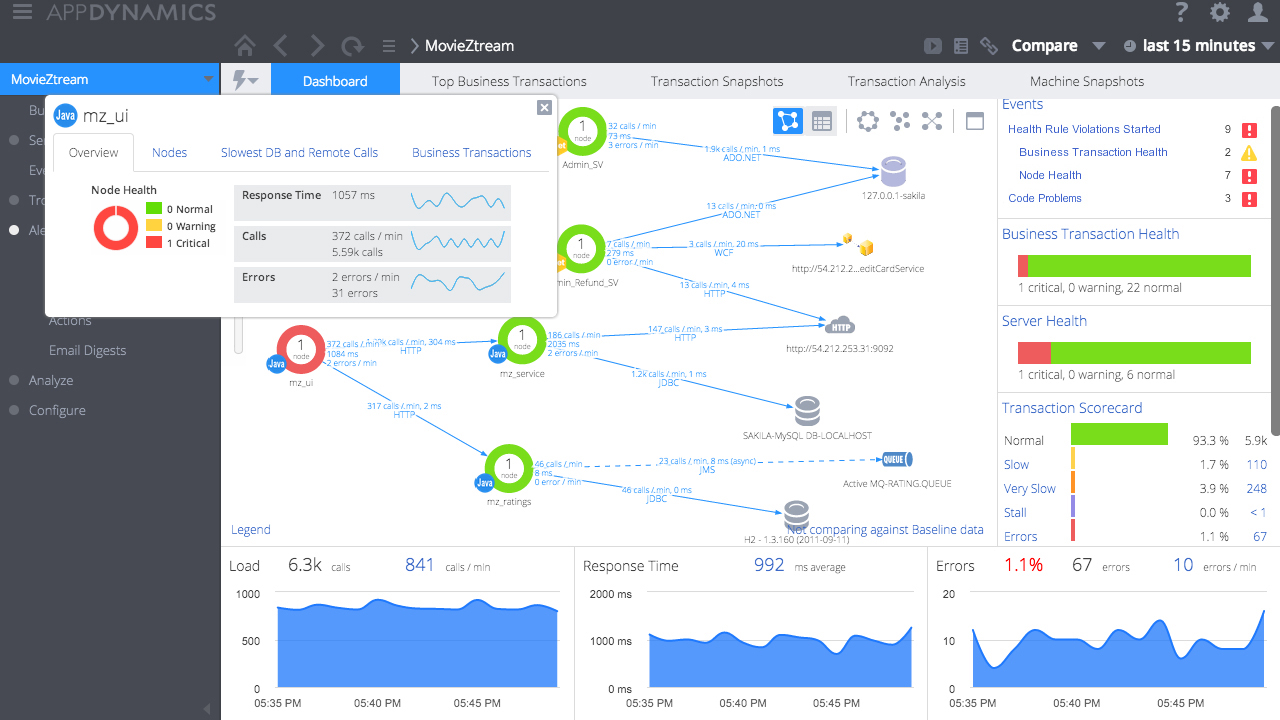 APPDYNAMICS
?
MovieZtream
Compare
last 15 minutes
MovieZtream
Dashboard
Top Business Transactions
Transaction Snapshots
Transaction Analysis
Machine Snapshots
Actions
Email Digests
Analyze
Configure
Java
mz_ui
Overview
Nodes
Slowest DB and Remote Calls
Business Transactions
Node Health
0 Normal
0 Warning
1 Critical
Response Time
1057 ms
Calls
372 calls / min
5.59k calls
Errors
2 errors / min
31 errors
1
node
Admin_SV
32 calls / min
73 ms
3 errors / min
1.9k calls /.min, 1 ms
ADO.NET
127.0.0.1-sakila
13 calls /.min, 0 ms
ADO.NET
1
node
7 calls / min
279 ms
0 error / min
3 calls /.min, 20 ms
WCF
http://54.212.2...editCardService
13 calls /.min, 4 ms
HTTP
HTTP
http://54.212.253.31:9092
1
node
Java
mz_ui
372 calls /
1084 ms
2 errors / min
calls /.min, 304 ms
HTTP
1
node
Java
mz_service
186 calls / min
2035 ms
2 errors / min
147 calls /.min, 3 ms
HTTP
1.2k calls /.min, 1 ms
JDBC
SAKILA-MySQL DB-LOCALHOST
317 calls /.min, 2 ms
HTTP
1
node
Java
mz_ratings
46 calls / min
8 ms
0 error / min
23 calls /.min, 8 ms (async)
JMS
QUEUE
Active MQ-RATING.QUEUE
46 calls /.min, 0 ms
JDBC
H2 - 1.3.160 (2011-09-11)
Legend
Not comparing against Baseline data
Events
Health Rule Violations Started 9
Business Transaction Health 2
Node Health 7
Code Problems 3
Business Transaction Health
1 critical, 0 warning, 22 normal
Server Health
1 critical, 0 warning, 6 normal
Transaction Scorecard
Normal 93.3 % 5.9k
Slow 1.7 % 110
Very Slow 3.9 % 248
Stall 0.0 % < 1
Errors 1.1 % 67
Load 6.3k calls 841 calls / min
1000
500
0
05:35 PM 05:40 PM 05:45 PM
Response Time 992 ms average
2000 ms
1000 ms
0 ms
05:35 PM 05:40 PM 05:45 PM
Errors 1.1% 67 errors 10 errors / min
20
10
0
05:35 PM 05:40 PM 05:45 PM